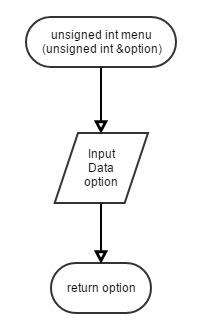 unsigned int menu
(unsigned int &option)
Input
Data
option
return option